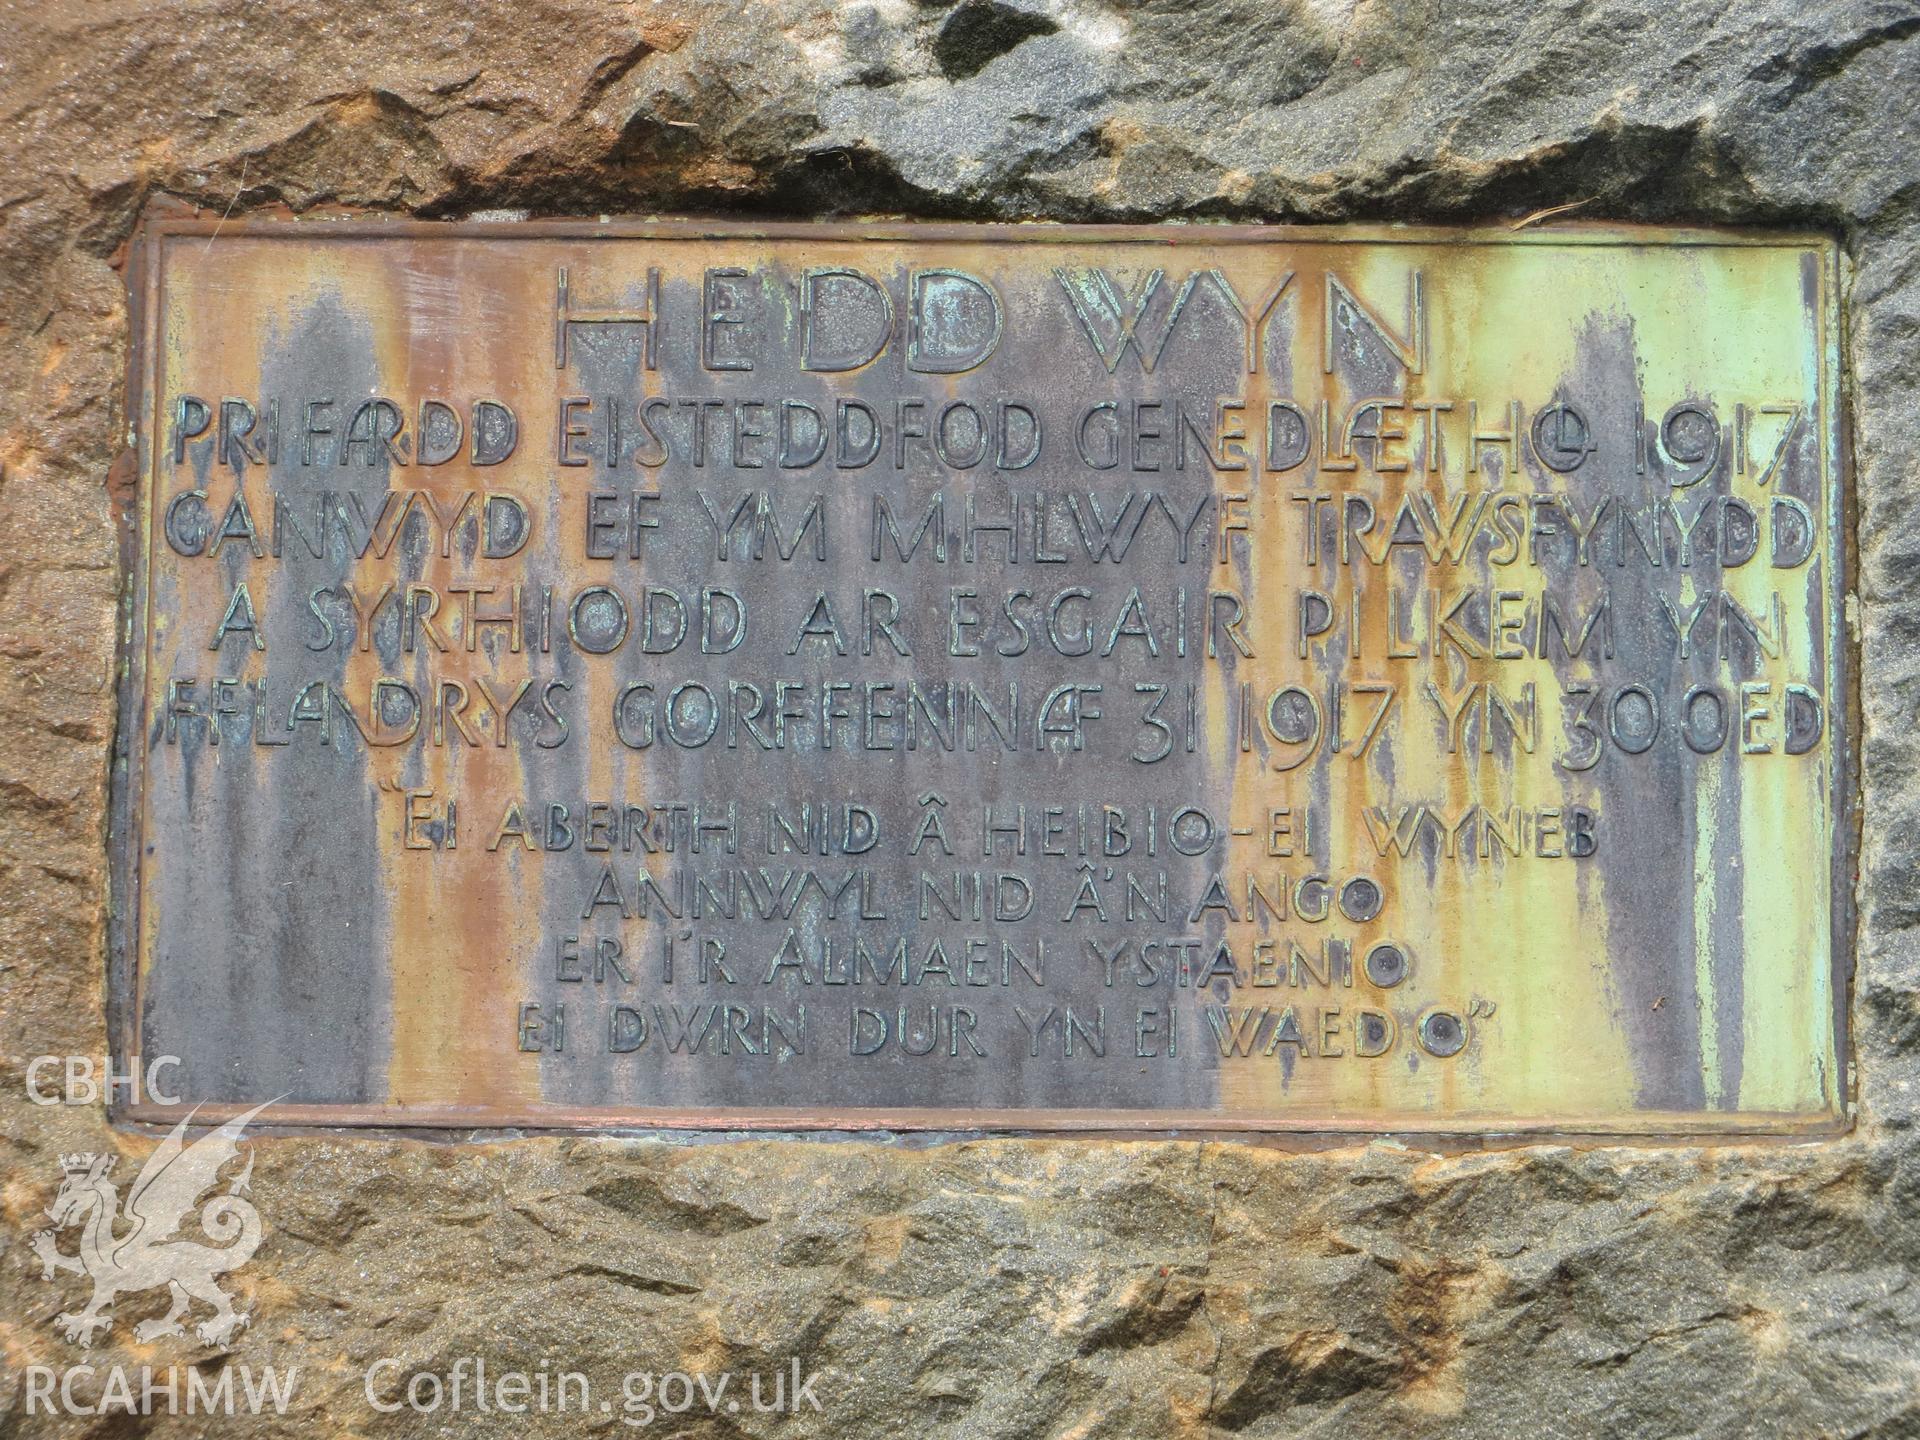 HEDD WYN
PRIFARDD EISTEDDFOD GENEDLAETHOL 1917
GANWYD EF YM MHLWYF TRAWSFYNYDD
A SYRTHIODD AR ESGAIR PILKEM YN
FFLANDRYS GORFFENNAF 31 1917 YN 30 OED
"EI ABERTH NID Â HEIBIO - EI WYNEB
ANNWYL NID Â'N ANGO
ER I'R ALMAEN YSTAENIO
EI DWRN DUR YN EI WAED O"
CBHC
RCAHMW Coflein.gov.uk